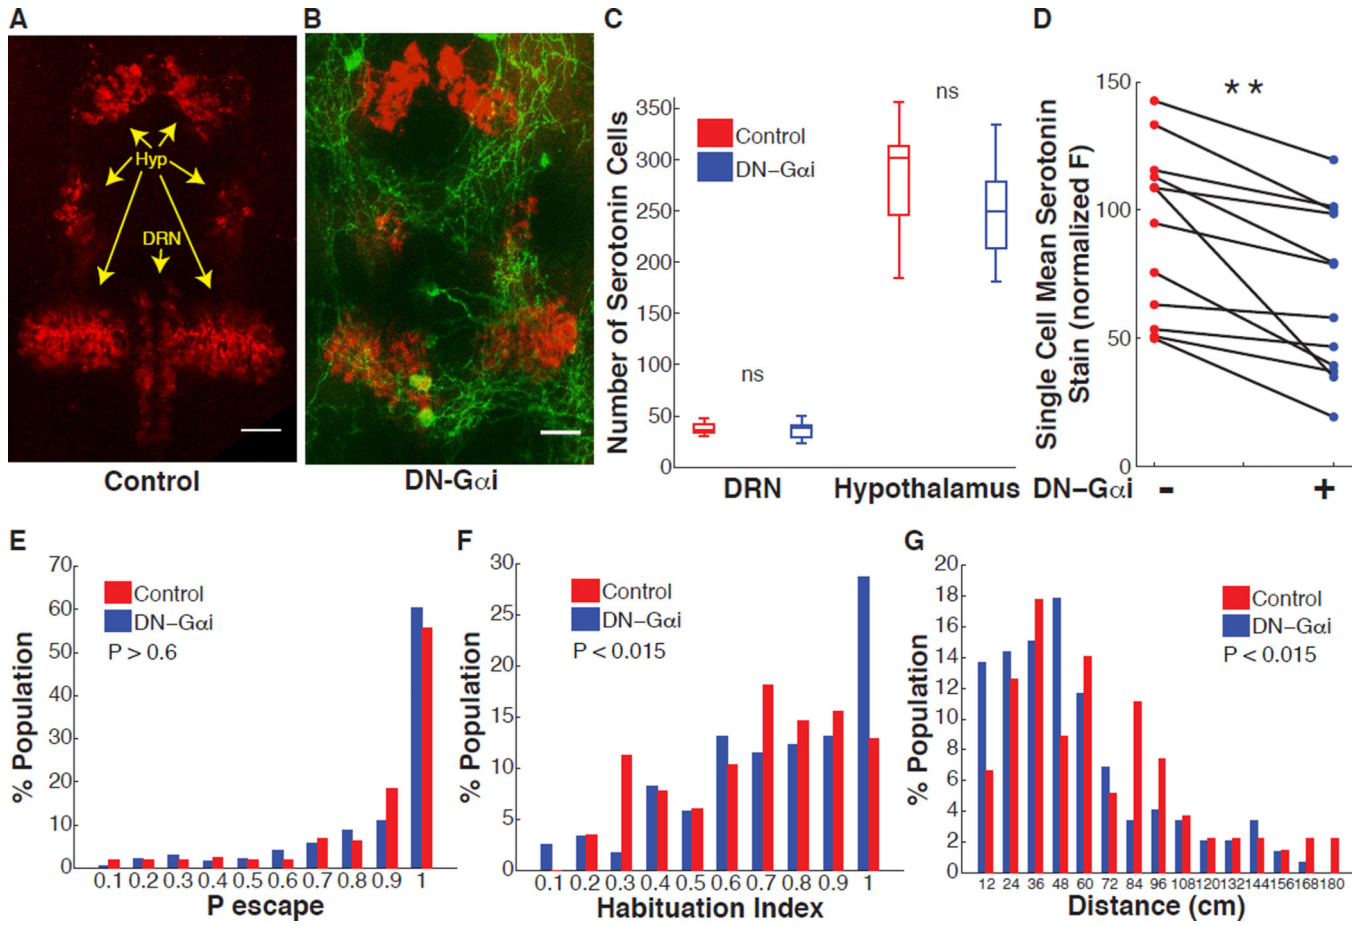 A
Hyp
DRN
Control
B
DN-Gαi
C
Number of Serotonin Cells
350
300
250
200
150
100
50
0
Control
DN–Gαi
ns
ns
DRN
Hypothalamus
D
Single Cell Mean Serotonin
Stain (normalized F)
150
100
50
0
**
DN–Gαi - +
E
% Population
70
60
50
40
30
20
10
0
Control
DN–Gαi
P > 0.6
0.1 0.2 0.3 0.4 0.5 0.6 0.7 0.8 0.9 1
P escape
F
% Population
30
25
20
15
10
5
0
Control
DN–Gαi
P < 0.015
0.1 0.2 0.3 0.4 0.5 0.6 0.7 0.8 0.9 1
Habituation Index
G
% Population
20
18
16
14
12
10
8
6
4
2
0
Control
DN–Gαi
P < 0.015
12 24 36 48 60 72 84 96 108 120 132 144 156 168 180
Distance (cm)